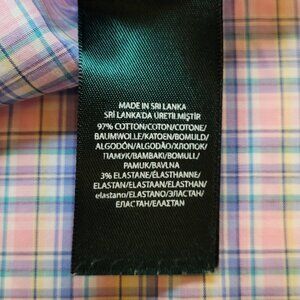 MADE IN SRI LANKA
SRİ LANKA'DA ÜRETİLMİŞTİR
97% COTTON/COTON/COTONE/
BAUMWOLLE/KATOEN/BOMULD/
ALGODÓN/ALGODÃO/ХЛОПОК/
ПАМУК/BAMBAKI/BOMULL/
PAMUK/BAVLNA
3% ELASTANE/ÉLASTHANNE/
ELASTAN/ELASTAAN/ELASTHAN/
elastano/ELASTANO/ЭЛАСТАН/
ЕЛАСТАН/ΕΛΑΣΤΑΝ